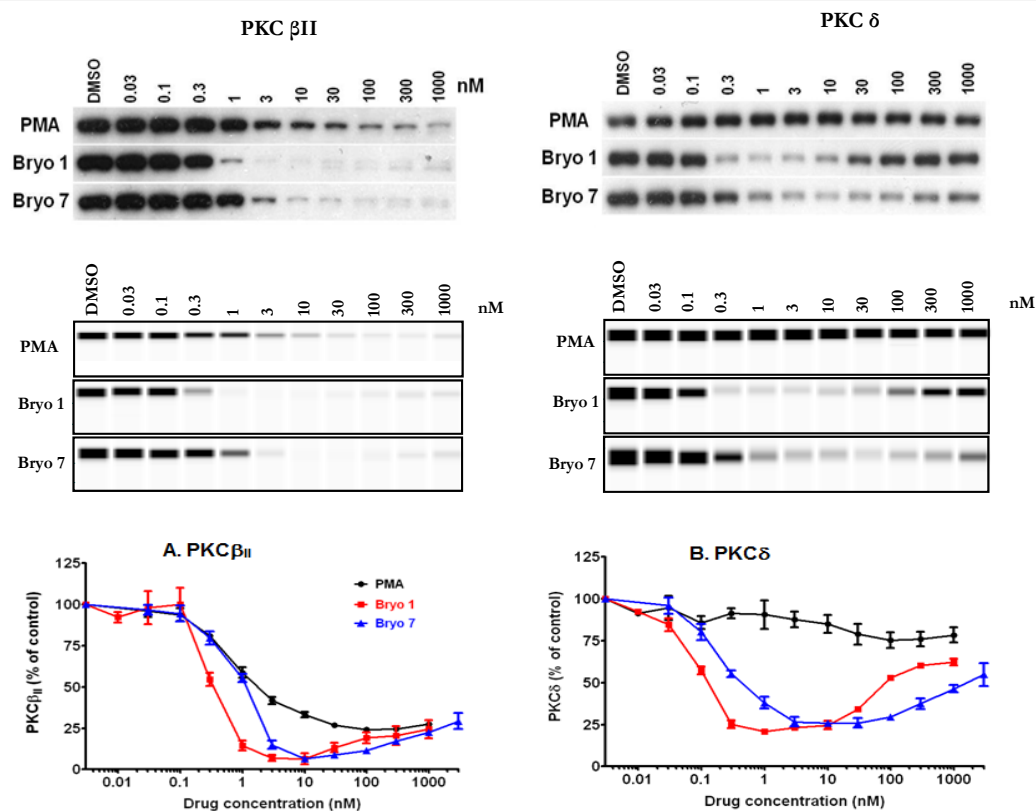 PKC βII
DMSO 0.03 0.1 0.3 1 3 10 30 100 300 1000 nM
PMA
Bryo 1
Bryo 7
PKC δ
DMSO 0.03 0.1 0.3 1 3 10 30 100 300 1000
PMA
Bryo 1
Bryo 7
DMSO 0.03 0.1 0.3 1 3 10 30 100 300 1000 nM
PMA
Bryo 1
Bryo 7
DMSO 0.03 0.1 0.3 1 3 10 30 100 300 1000 nM
PMA
Bryo 1
Bryo 7
A. PKCβII
PKCβII (% of control)
125
100
75
50
25
0
PMA
Bryo 1
Bryo 7
0.01 0.1 1 10 100 1000
Drug concentration (nM)
B. PKCδ
PKCδ (% of control)
125
100
75
50
25
0
0.01 0.1 1 10 100 1000
Drug concentration (nM)